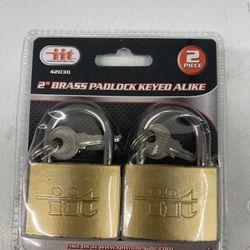 iit
42030
2" BRASS PADLOCK KEYED ALIKE
2
PIECE
iit
iit